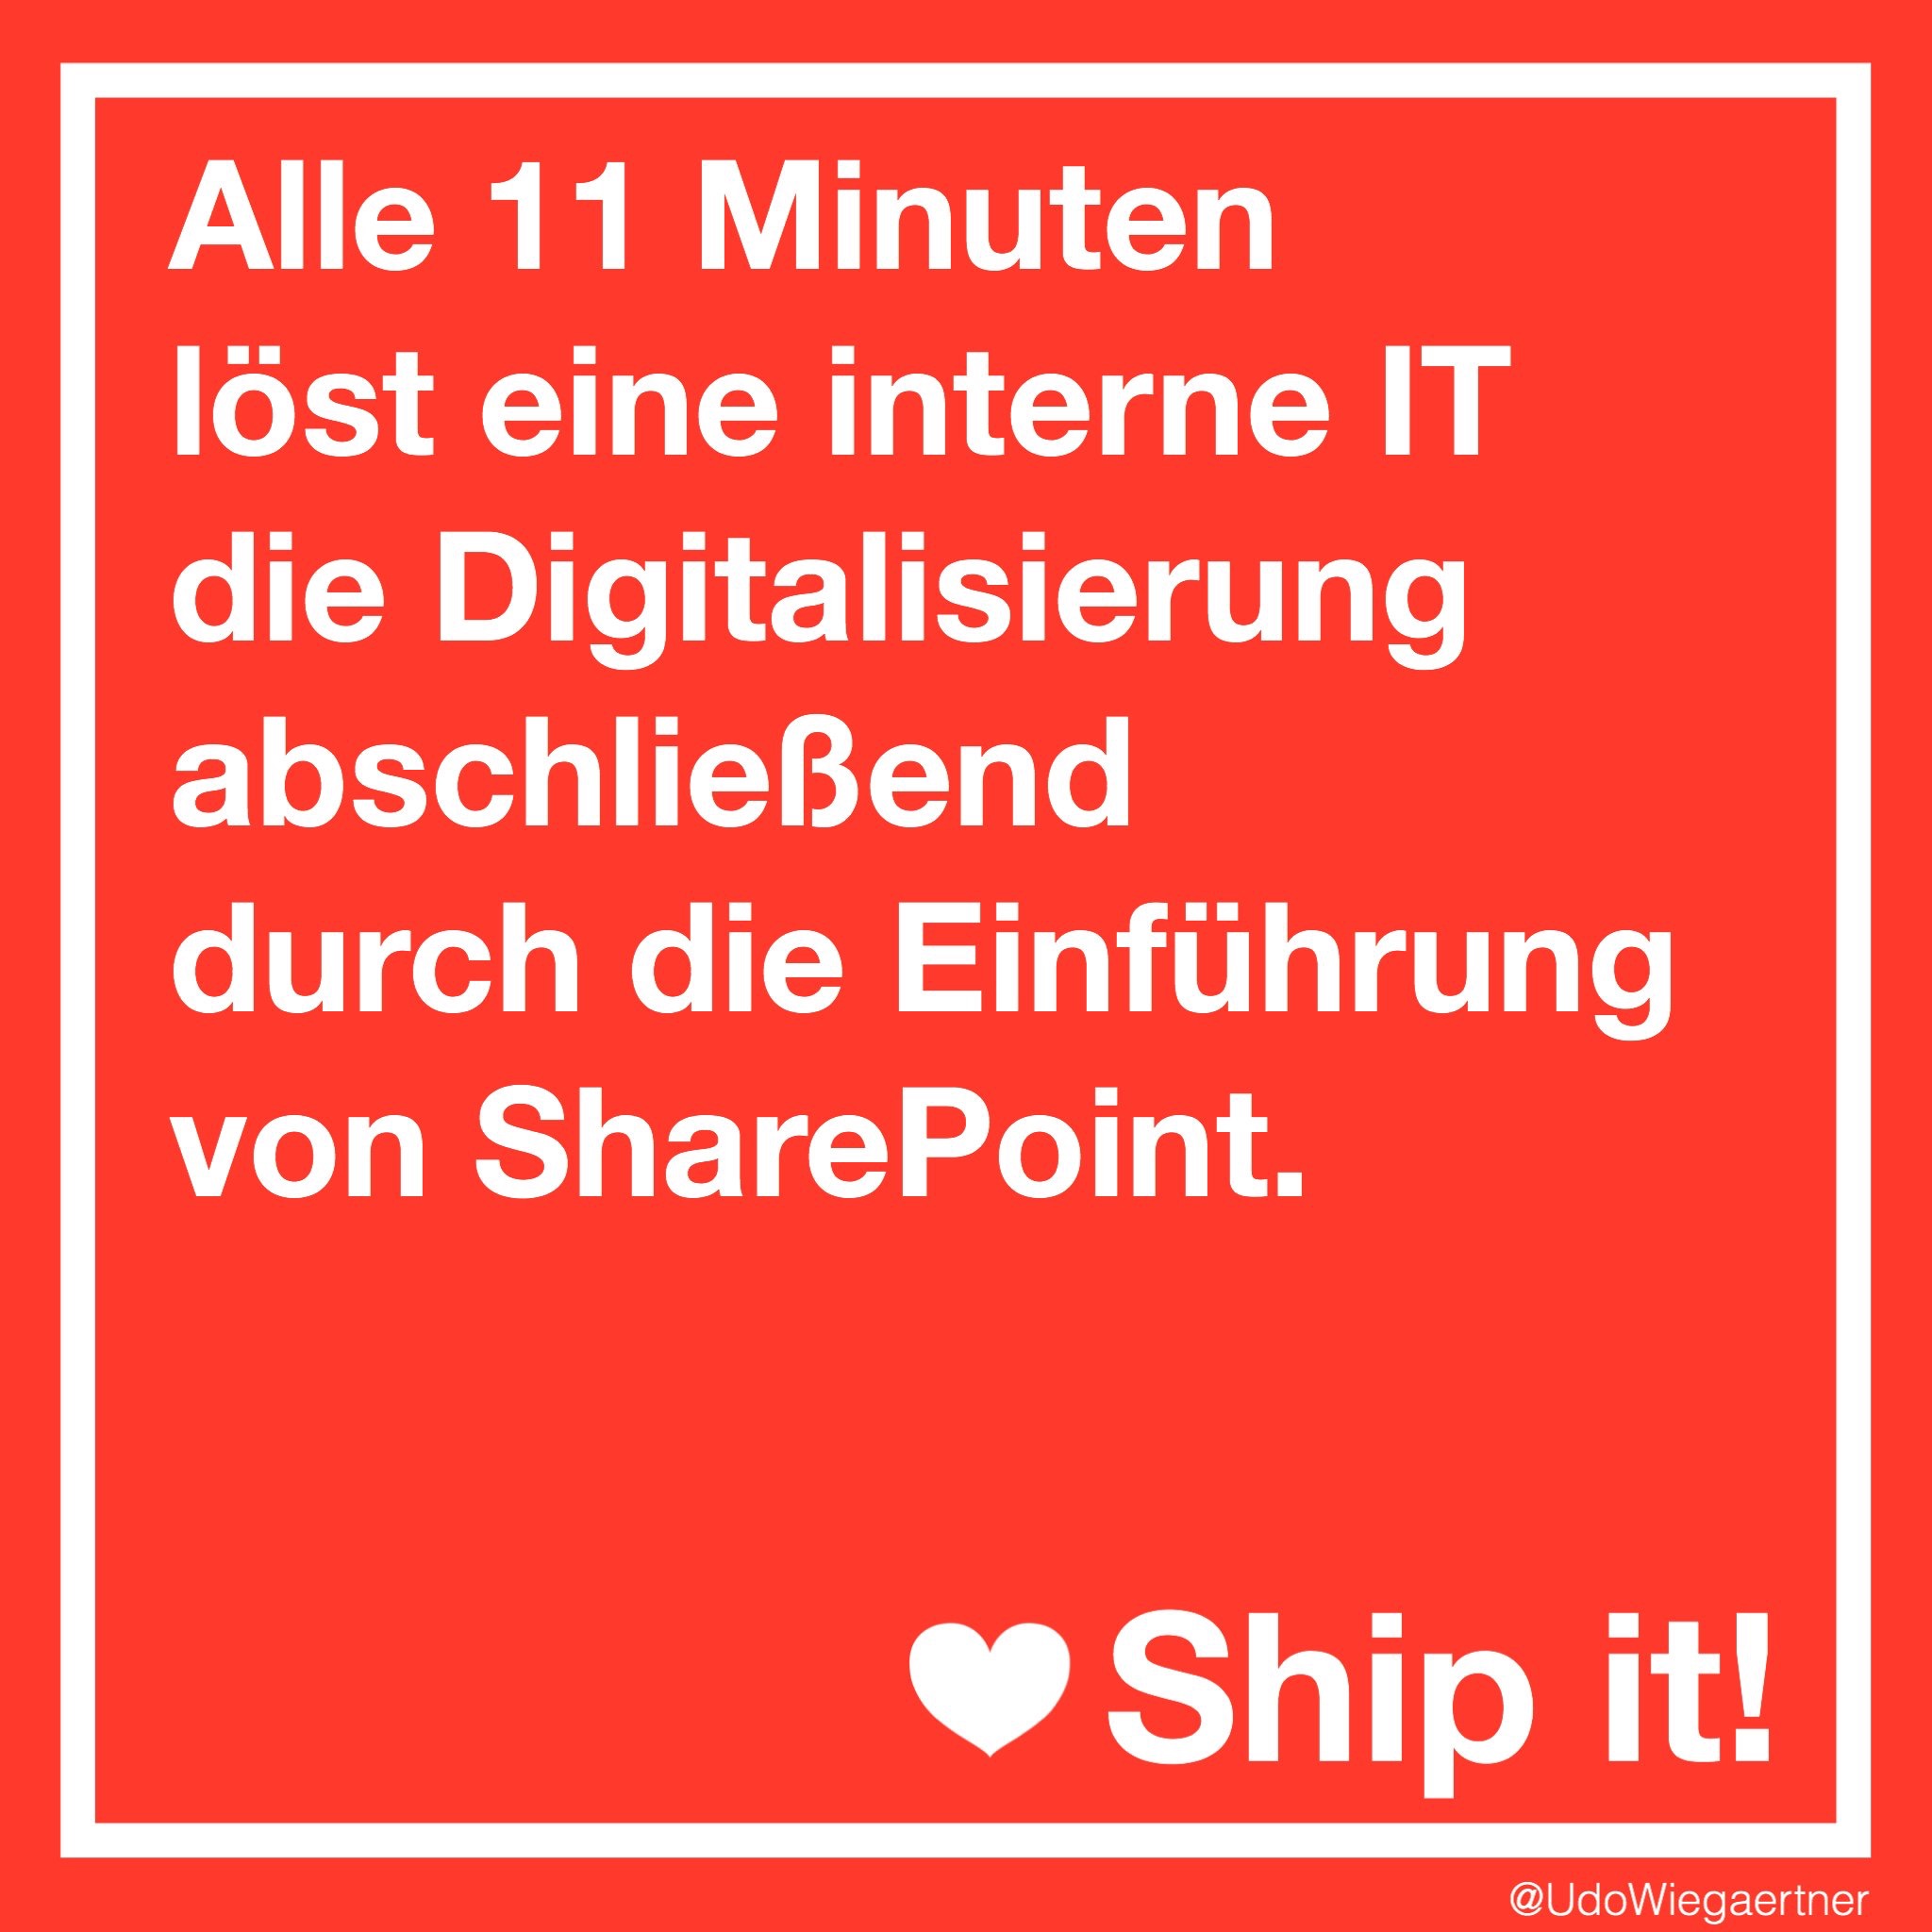 Alle 11 Minuten
löst eine interne IT
die Digitalisierung
abschließend
durch die Einführung
von SharePoint.
Ship it!
@UdoWiegaertner